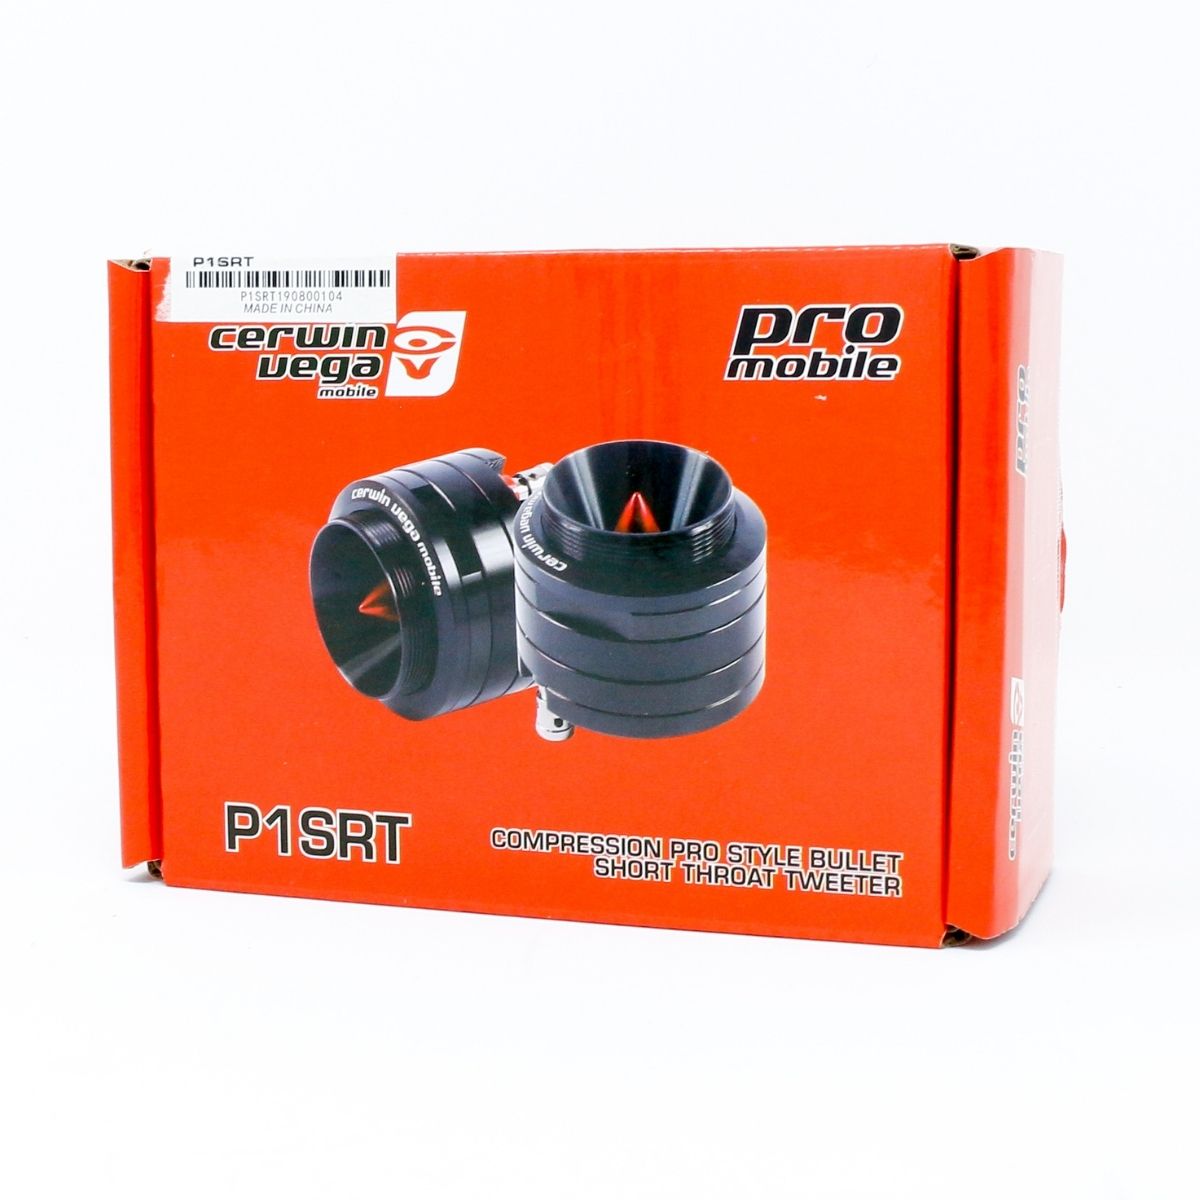 P1SRT
P1SRT190800104
MADE IN CHINA
cerwin
vega
mobile
pro
mobile
cerwin vega mobile
cerwin vega
P1SRT
COMPRESSION PRO STYLE BULLET
SHORT THROAT TWEETER
pro
cerwin